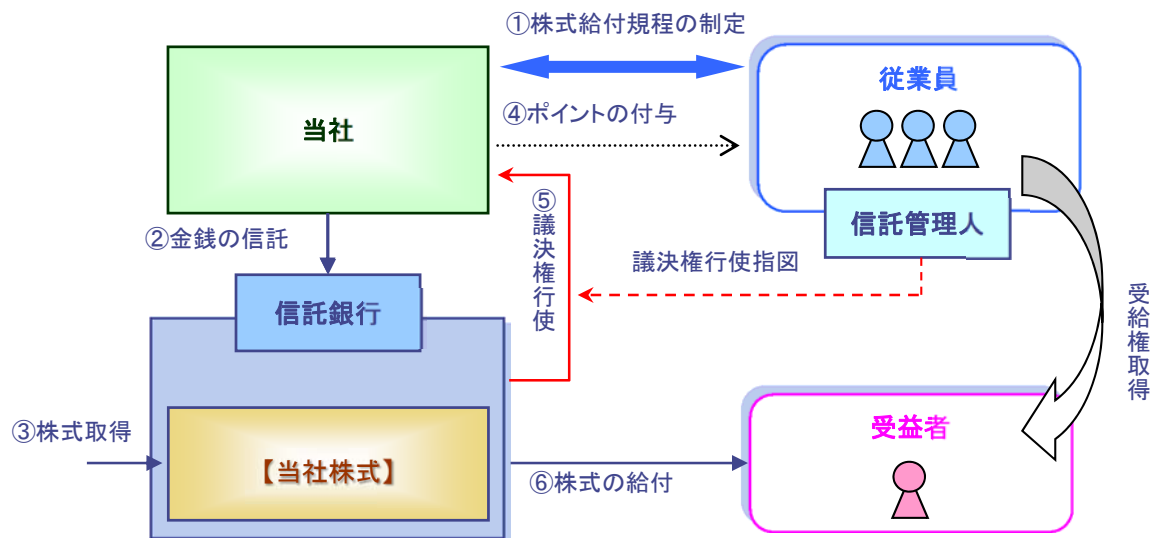 ①株式給付規程の制定
従業員
当社
④ポイントの付与
⑤議決権行使
信託管理人
②金銭の信託
議決権行使指図
信託銀行
受給権取得
③株式取得
【当社株式】
受益者
⑥株式の給付